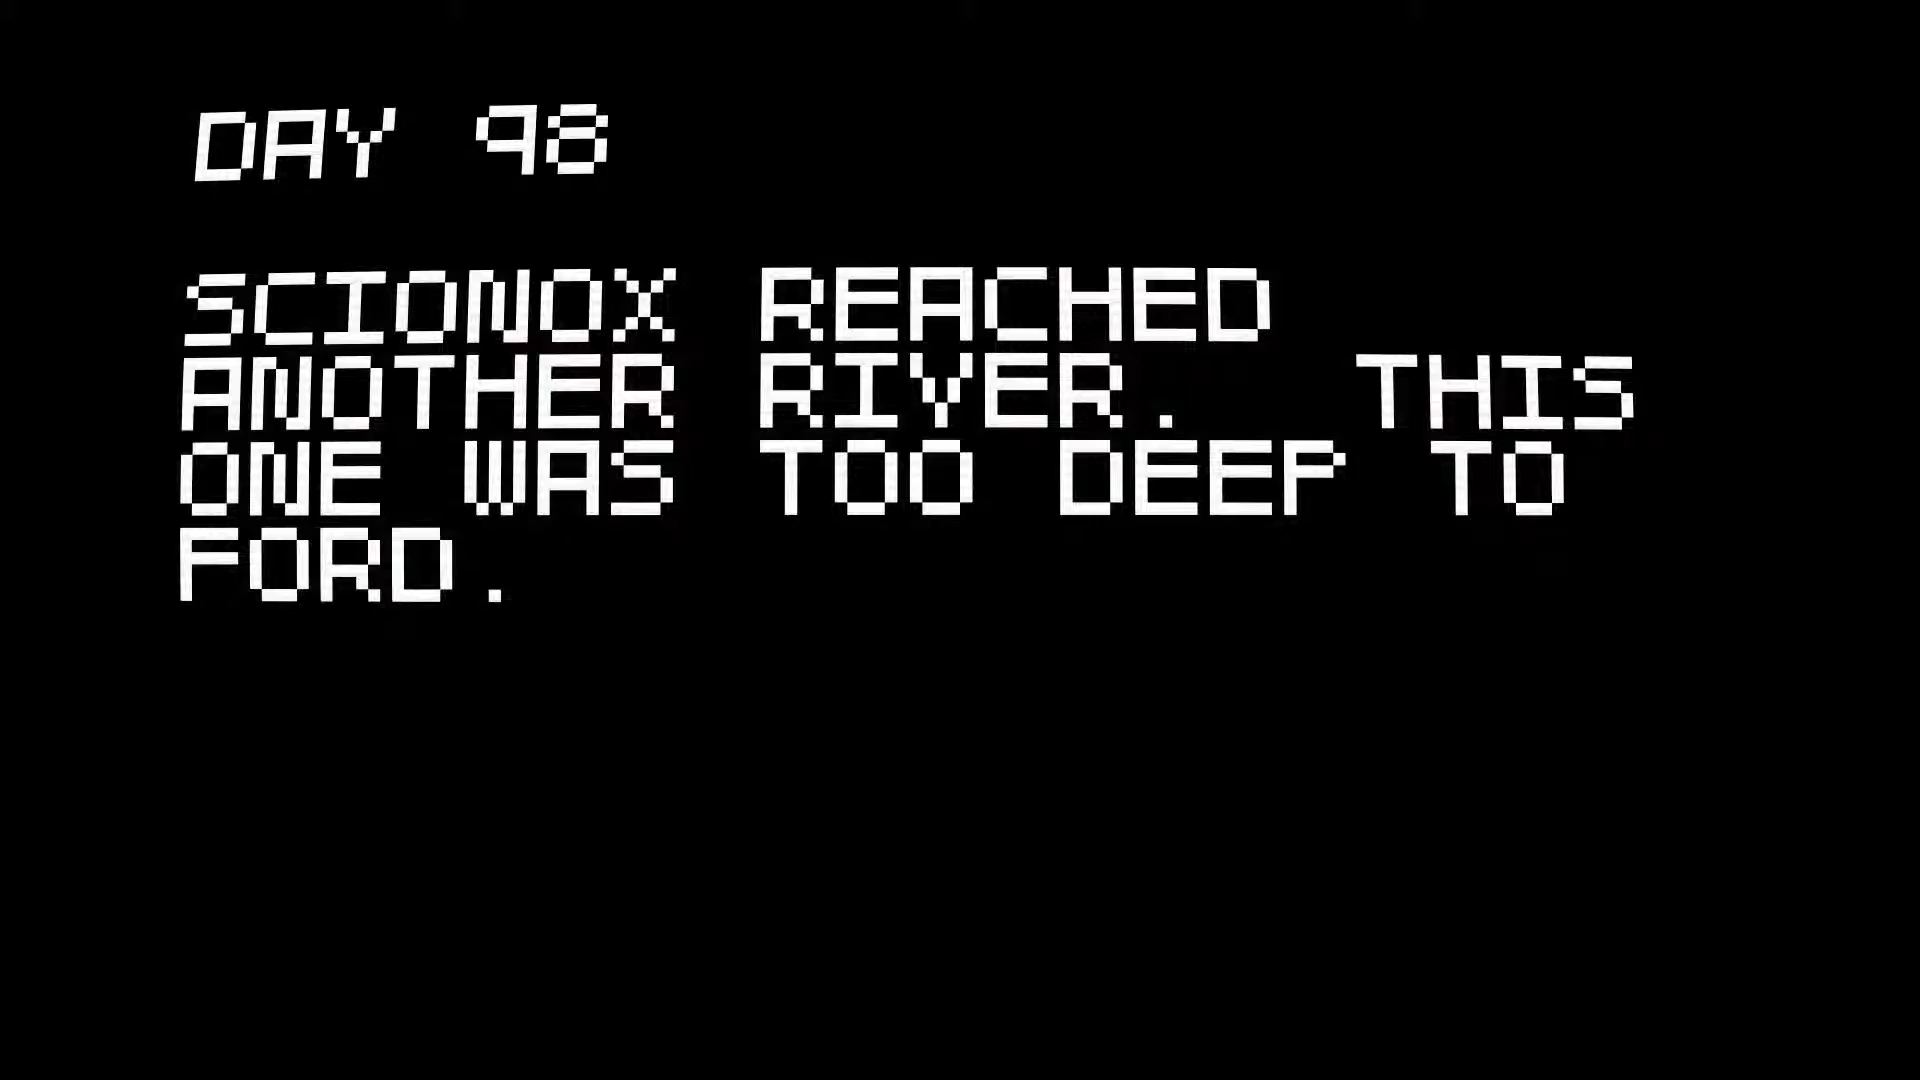 DAY 98
SCIONOX REACHED
ANOTHER RIVER. THIS
ONE WAS TOO DEEP TO
FORD.